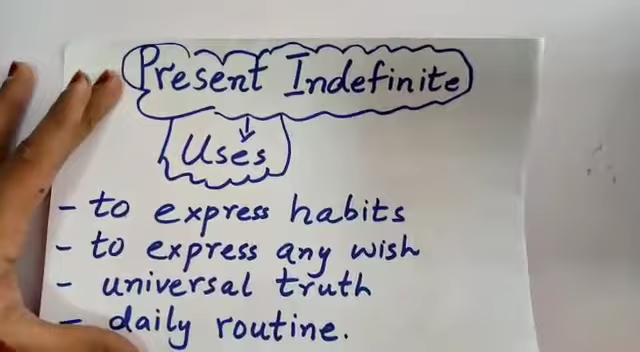 Present Indefinite
Uses
- to express habits
- to express any wish
- universal truth
- daily routine.